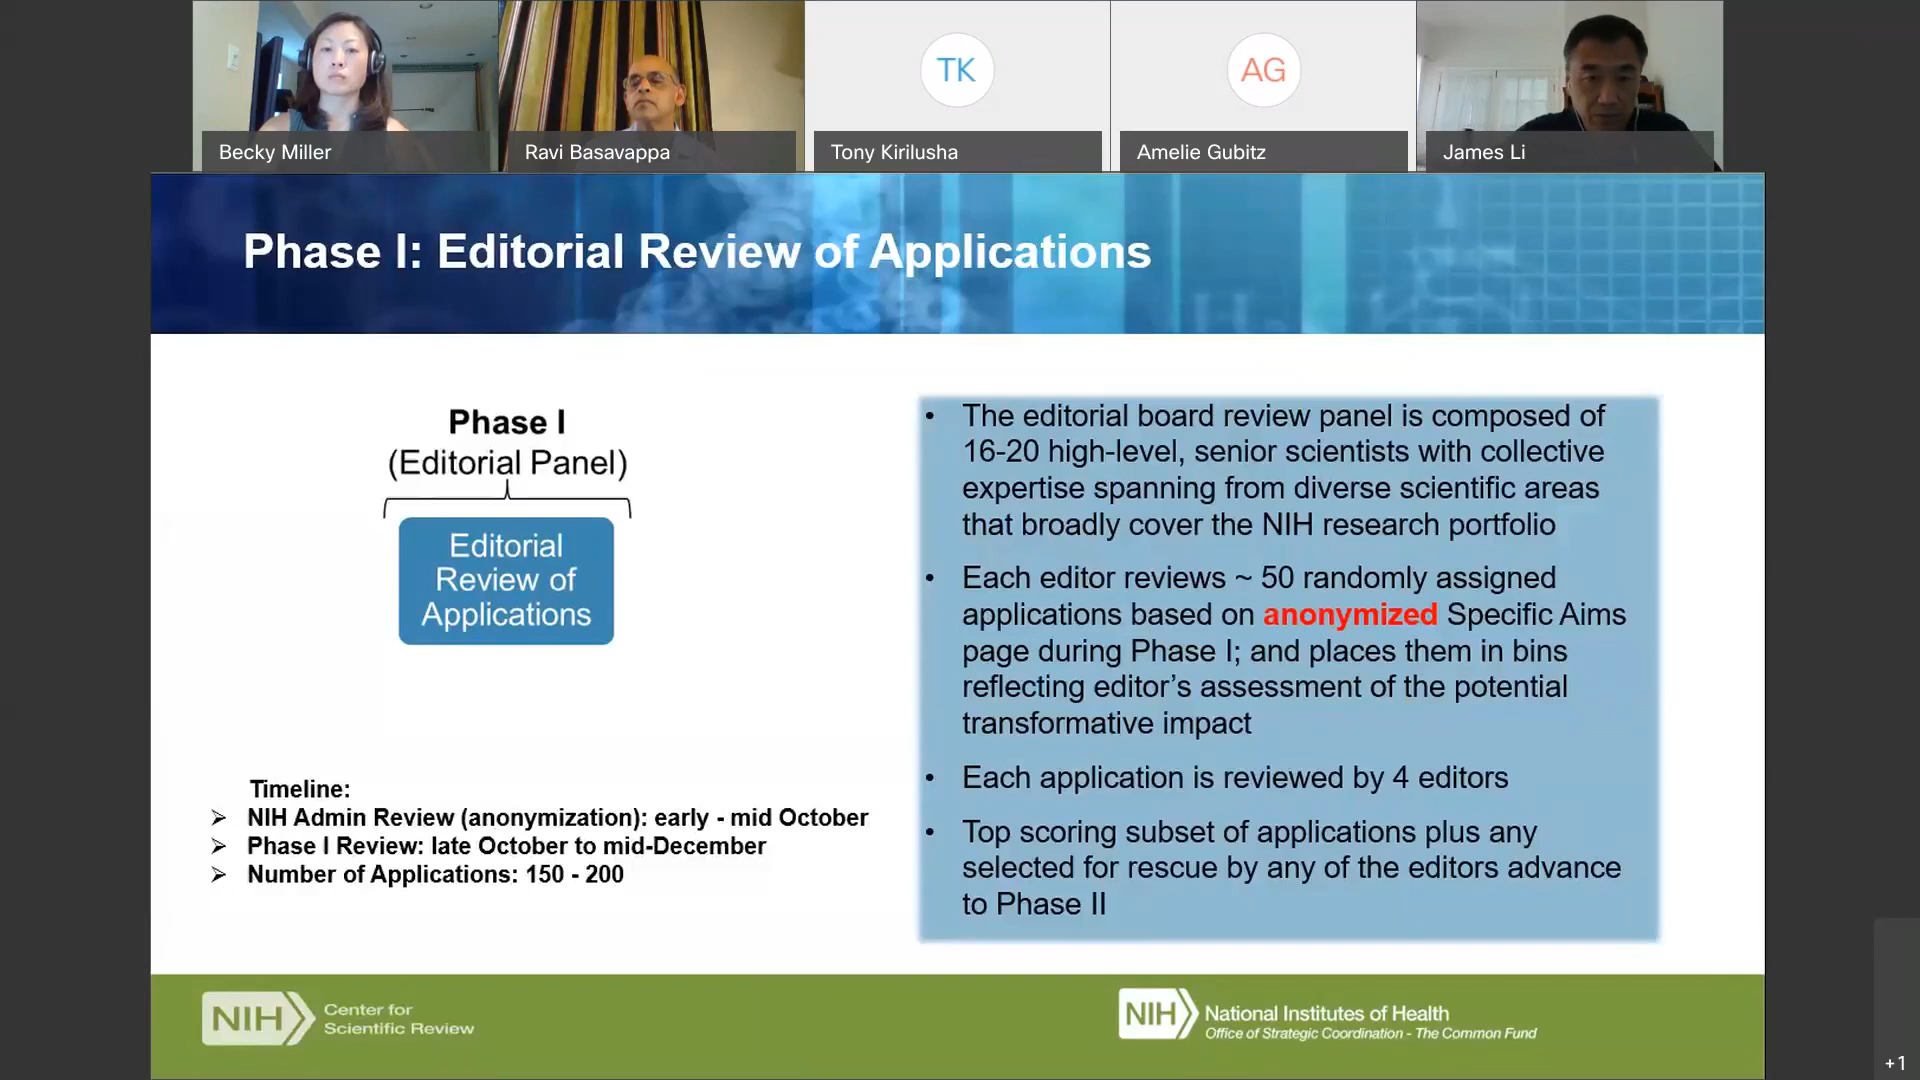 TK
AG
Becky Miller
Ravi Basavappa
Tony Kirilusha
Amelie Gubitz
James Li
Phase I: Editorial Review of Applications
Phase I
(Editorial Panel)
Editorial
Review of
Applications
Timeline:
➢ NIH Admin Review (anonymization): early - mid October
➢ Phase I Review: late October to mid-December
➢ Number of Applications: 150 - 200
• The editorial board review panel is composed of
16-20 high-level, senior scientists with collective
expertise spanning from diverse scientific areas
that broadly cover the NIH research portfolio
• Each editor reviews ~ 50 randomly assigned
applications based on anonymized Specific Aims
page during Phase I; and places them in bins
reflecting editor’s assessment of the potential
transformative impact
• Each application is reviewed by 4 editors
• Top scoring subset of applications plus any
selected for rescue by any of the editors advance
to Phase II
NIH
Center for
Scientific Review
NIH
National Institutes of Health
Office of Strategic Coordination - The Common Fund
+1